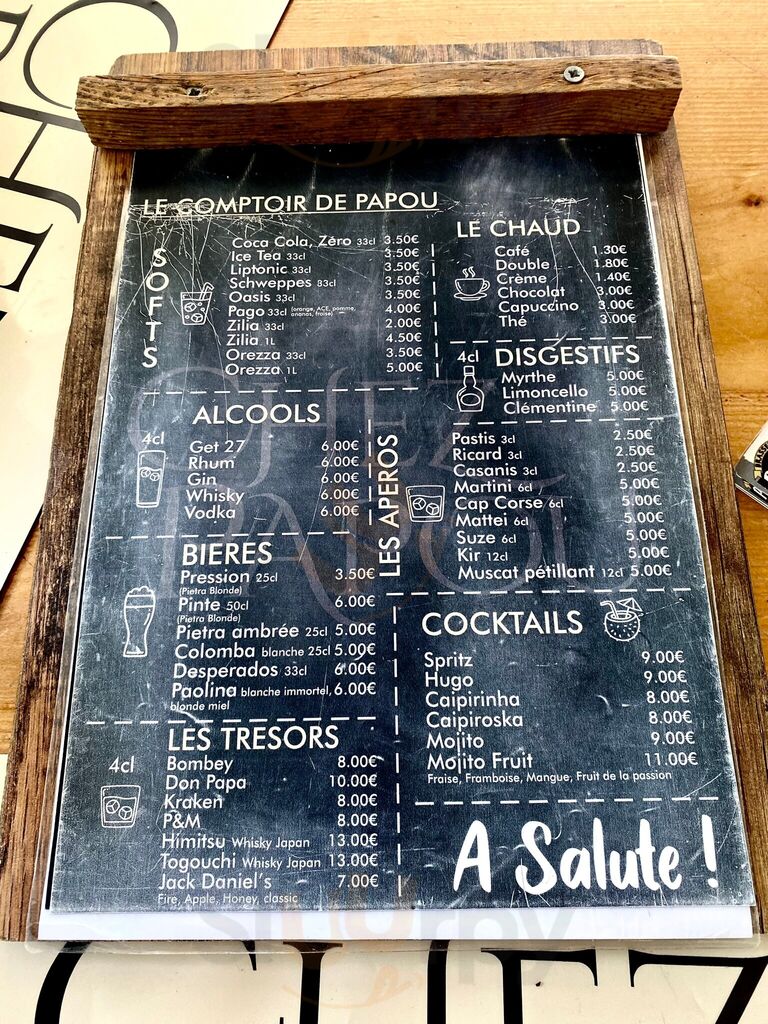 LE COMPTOIR DE PAPOU
SOFTS
Coca Cola, Zéro 33cl 3.50€
Ice Tea 33cl 3.50€
Liptonic 33cl 3.50€
Schweppes 33cl 3.50€
Oasis 33cl 3.50€
Pago 33cl (orange, ACE, pomme, ananas, fraise) 4.00€
Zilia 33cl 2.00€
Zilia 1L 4.50€
Orezza 33cl 3.50€
Orezza 1L 5.00€
LE CHAUD
Café 1.30€
Double 1.80€
Crème 1.40€
Chocolat 3.00€
Capuccino 3.00€
Thé 3.00€
4cl DISGESTIFS
Myrthe 5.00€
Limoncello 5.00€
Clémentine 5.00€
ALCOOLS
4cl
Get 27 6.00€
Rhum 6.00€
Gin 6.00€
Whisky 6.00€
Vodka 6.00€
LES APEROS
Pastis 3cl 2.50€
Ricard 3cl 2.50€
Casanis 3cl 2.50€
Martini 6cl 5.00€
Cap Corse 6cl 5.00€
Mattei 6cl 5.00€
Suze 6cl 5.00€
Kir 12cl 5.00€
Muscat pétillant 12cl 5.00€
BIERES
Pression 25cl 3.50€
(Pietra Blonde)
Pinte 50cl 6.00€
(Pietra Blonde)
Pietra ambrée 25cl 5.00€
Colomba blanche 25cl 5.00€
Desperados 33cl 6.00€
Paolina blanche immortel, 6.00€
blonde miel
COCKTAILS
Spritz 9.00€
Hugo 9.00€
Caipirinha 8.00€
Caipiroska 8.00€
Mojito 9.00€
Mojito Fruit 11.00€
Fraise, Framboise, Mangue, Fruit de la passion
LES TRESORS
4cl
Bombey 8.00€
Don Papa 10.00€
Kraken 8.00€
P&M 8.00€
Himitsu Whisky Japan 13.00€
Togouchi Whisky Japan 13.00€
Jack Daniel's 7.00€
Fire, Apple, Honey, classic
A Salute !
CHEZ
PAPOU
CHEZ
CHEZ